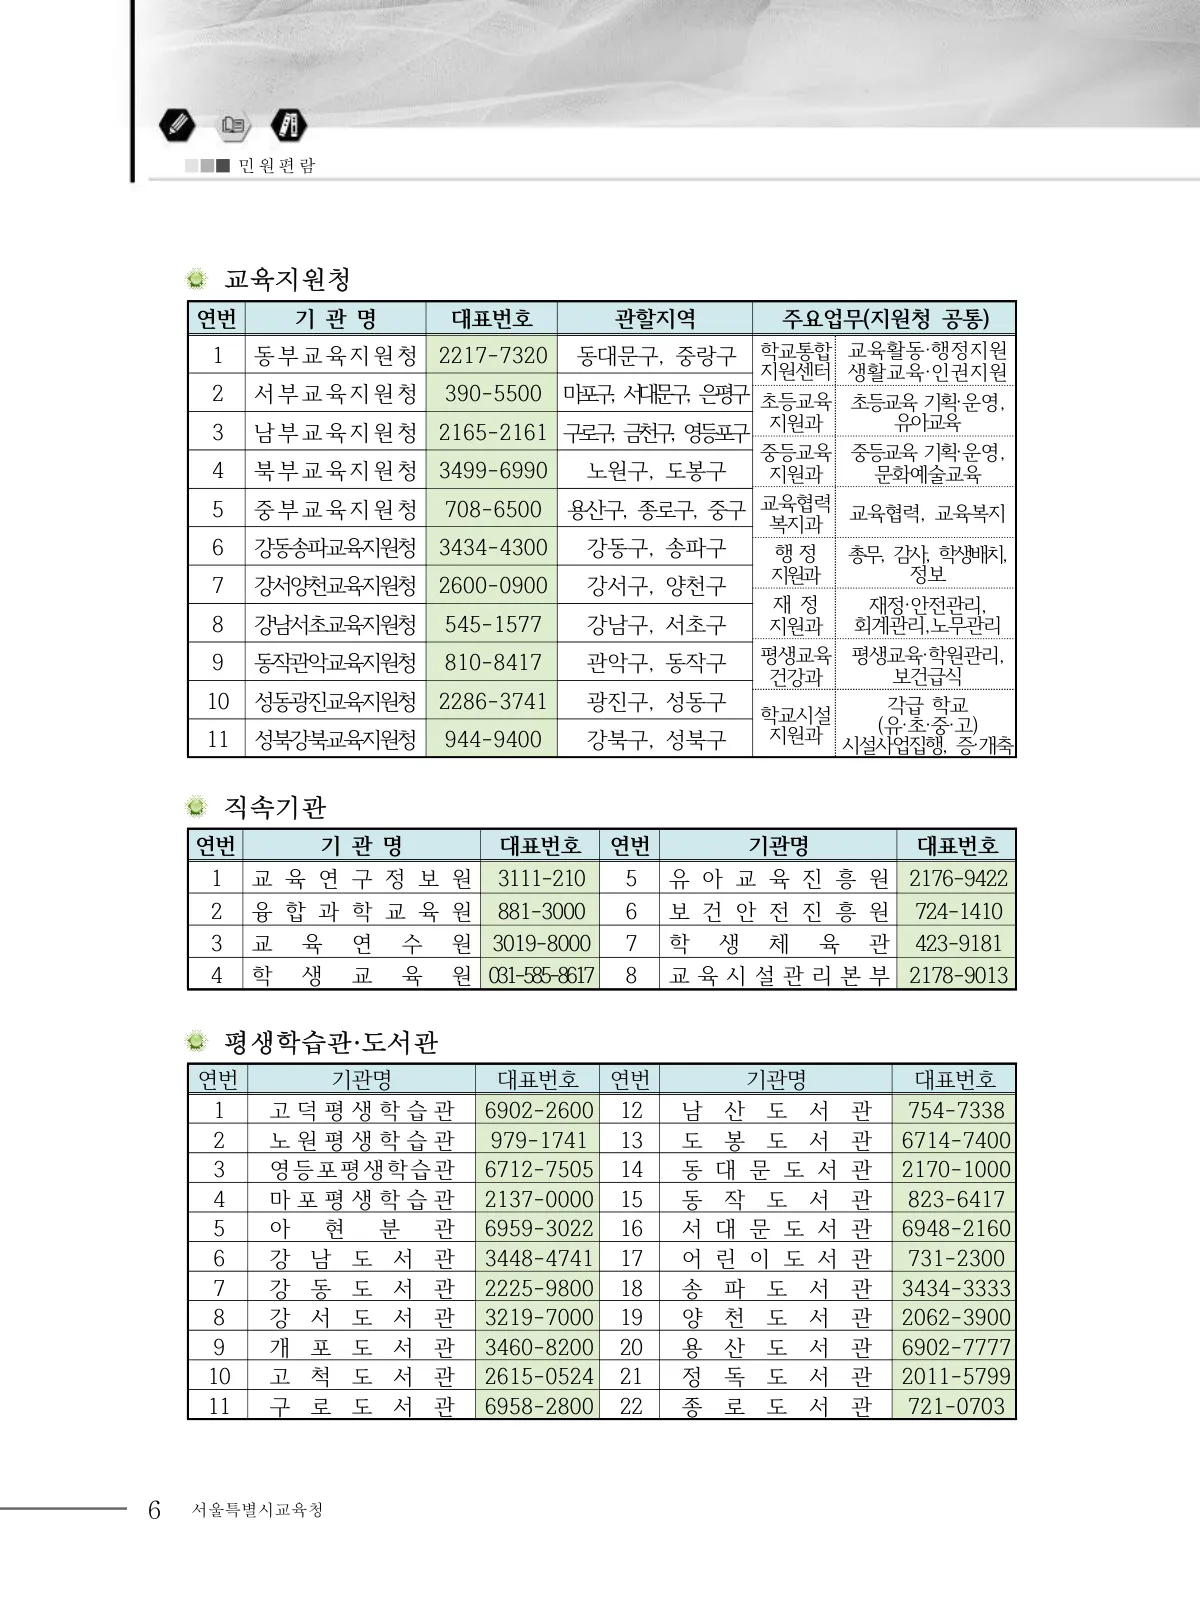 민원편람
교육지원청
연번 기 관 명 대표번호 관할지역 주요업무(지원청 공통)
1 동부교육지원청 2217-7320 동대문구, 중랑구
2 서부교육지원청 390-5500 마포구, 서대문구, 은평구
3 남부교육지원청 2165-2161 구로구, 금천구, 영등포구
4 북부교육지원청 3499-6990 노원구, 도봉구
5 중부교육지원청 708-6500 용산구, 종로구, 중구
6 강동송파교육지원청 3434-4300 강동구, 송파구
7 강서양천교육지원청 2600-0900 강서구, 양천구
8 강남서초교육지원청 545-1577 강남구, 서초구
9 동작관악교육지원청 810-8417 관악구, 동작구
10 성동광진교육지원청 2286-3741 광진구, 성동구
11 성북강북교육지원청 944-9400 강북구, 성북구
학교통합 교육활동·행정지원
지원센터 생활교육·인권지원
초등교육 초등교육 기획·운영,
지원과 유아교육
중등교육 중등교육 기획·운영,
지원과 문화예술교육
교육협력
복지과 교육협력, 교육복지
행 정 총무, 감사, 학생배치,
지원과 정보
재 정 재정·안전관리,
지원과 회계관리,노무관리
평생교육 평생교육·학원관리,
건강과 보건급식
학교시설 각급 학교
지원과 (유·초·중·고)
시설사업집행, 증·개축
직속기관
연번 기 관 명 대표번호 연번 기관명 대표번호
1 교육연구정보원 3111-210 5 유아교육진흥원 2176-9422
2 융합과학교육원 881-3000 6 보건안전진흥원 724-1410
3 교육연수원 3019-8000 7 학생체육관 423-9181
4 학생교육원 031-585-8617 8 교육시설관리본부 2178-9013
평생학습관·도서관
연번 기관명 대표번호 연번 기관명 대표번호
1 고덕평생학습관 6902-2600 12 남산도서관 754-7338
2 노원평생학습관 979-1741 13 도봉도서관 6714-7400
3 영등포평생학습관 6712-7505 14 동대문도서관 2170-1000
4 마포평생학습관 2137-0000 15 동작도서관 823-6417
5 아현분관 6959-3022 16 서대문도서관 6948-2160
6 강남도서관 3448-4741 17 어린이도서관 731-2300
7 강동도서관 2225-9800 18 송파도서관 3434-3333
8 강서도서관 3219-7000 19 양천도서관 2062-3900
9 개포도서관 3460-8200 20 용산도서관 6902-7777
10 고척도서관 2615-0524 21 정독도서관 2011-5799
11 구로도서관 6958-2800 22 종로도서관 721-0703
6 서울특별시교육청